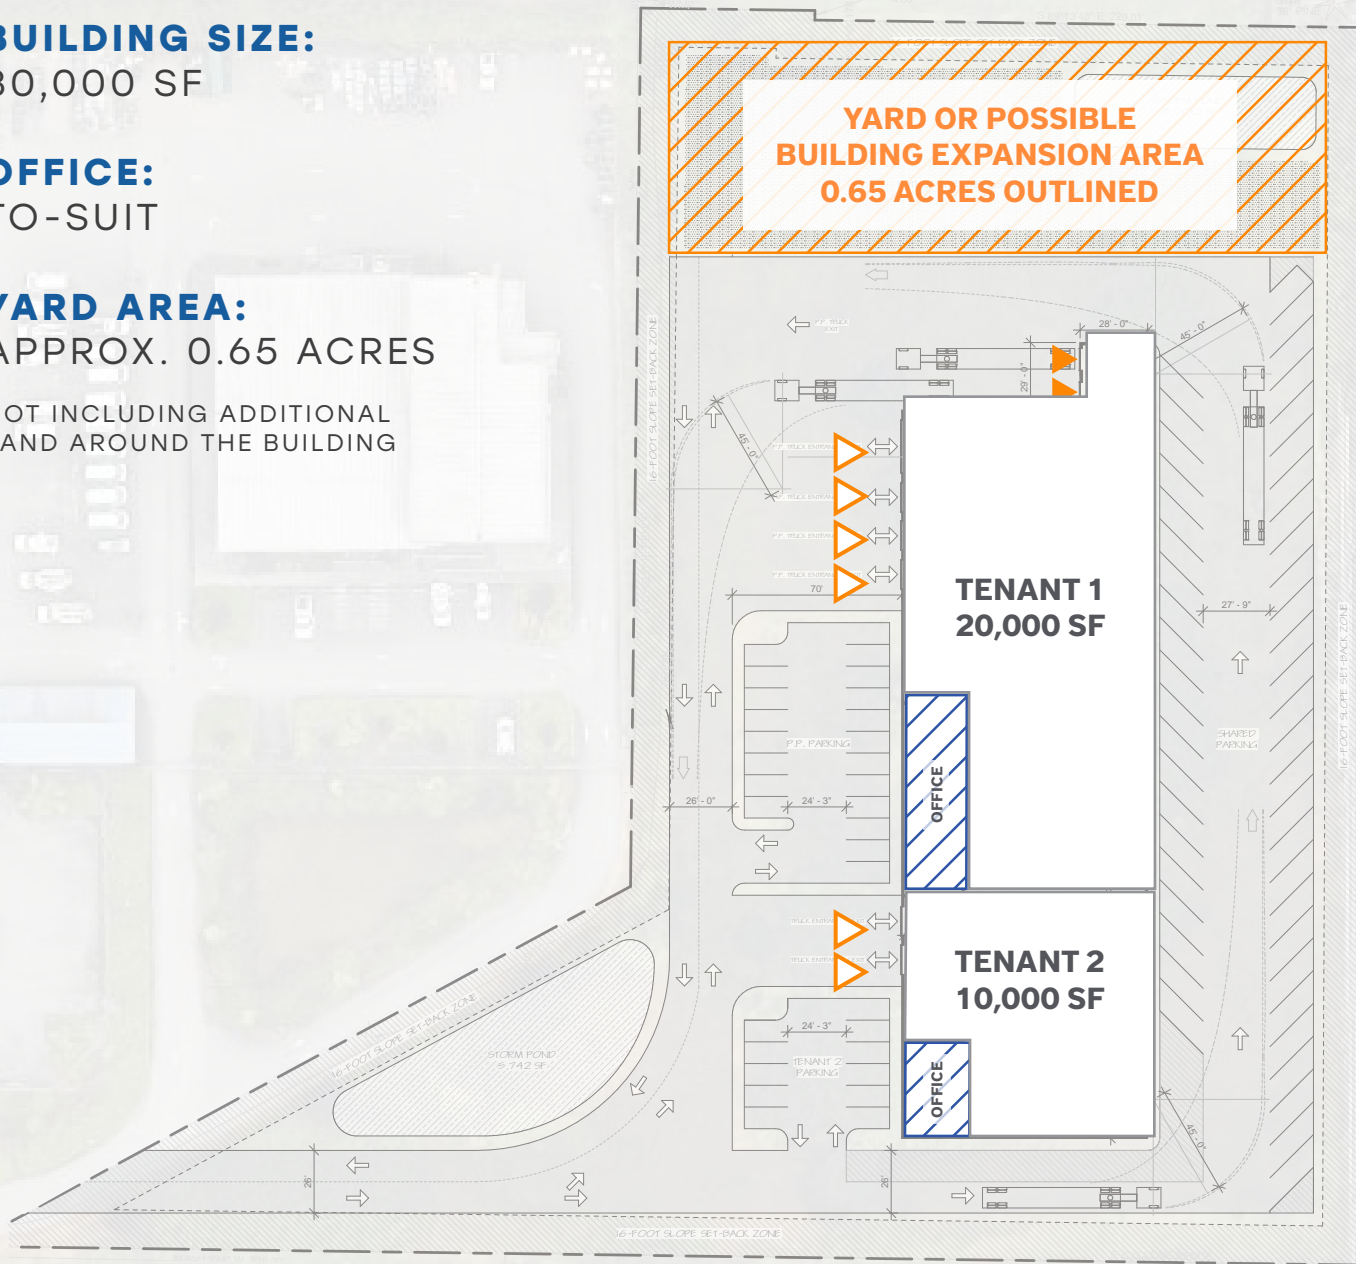 BUILDING SIZE:
30,000 SF
OFFICE:
TO-SUIT
YARD AREA:
APPROX. 0.65 ACRES
OT INCLUDING ADDITIONAL
AND AROUND THE BUILDING
YARD OR POSSIBLE
BUILDING EXPANSION AREA
0.65 ACRES OUTLINED
P.P. TRUCK
EXIT
28' - 0"
45' - 0"
29' - 0"
16-FOOT SLOPE SET-BACK ZONE
45' - 0"
70'
TENANT 1
20,000 SF
27' - 9"
16-FOOT SLOPE SET-BACK ZONE
P.P. PARKING
SHARED
PARKING
OFFICE
26' - 0"
24' - 3"
TENANT 2
10,000 SF
24' - 3"
TENANT 2
PARKING
OFFICE
16-FOOT SLOPE SET-BACK ZONE
STORM POND
45' - 0"
26'
26'
16-FOOT SLOPE SET-BACK ZONE